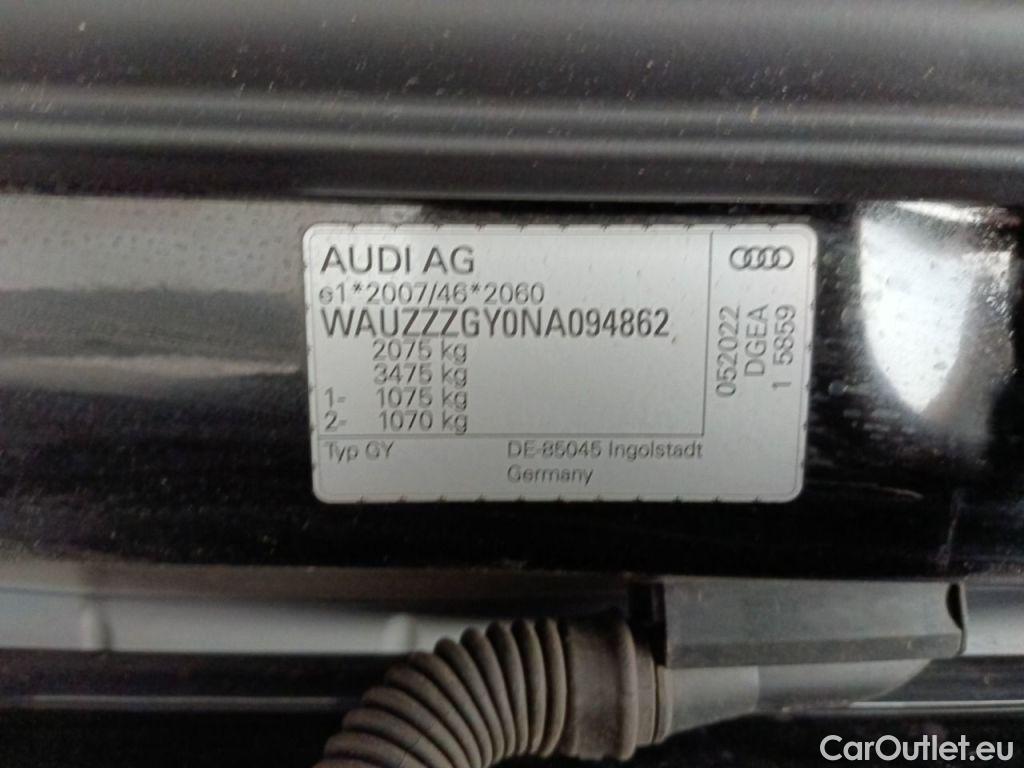 AUDI AG
e1*2007/46*2060
WAUZZZGY0NA094862
2075 kg
3475 kg
1- 1075 kg
2- 1070 kg
Typ GY DE-85045 Ingolstadt
Germany
052022
DGEA
1 5859
CarOutlet.eu